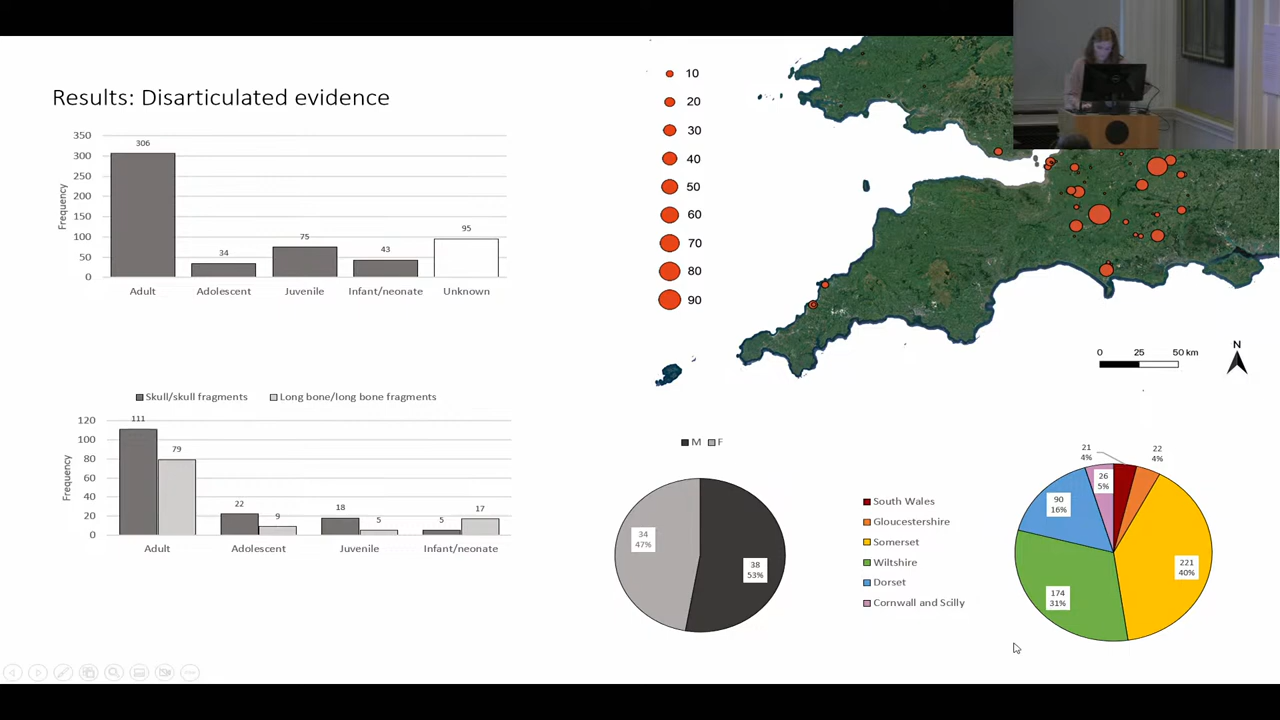 Results: Disarticulated evidence
350
300
250
200
150
100
50
0
Frequency
306
34
75
43
95
Adult
Adolescent
Juvenile
Infant/neonate
Unknown
Skull/skull fragments
Long bone/long bone fragments
120
100
80
60
40
20
0
Frequency
111
79
22
9
18
5
5
17
Adult
Adolescent
Juvenile
Infant/neonate
10
20
30
40
50
60
70
80
90
N
0 25 50 km
M F
34
47%
38
53%
South Wales
Gloucestershire
Somerset
Wiltshire
Dorset
Cornwall and Scilly
21
4%
22
4%
26
5%
90
16%
221
40%
174
31%